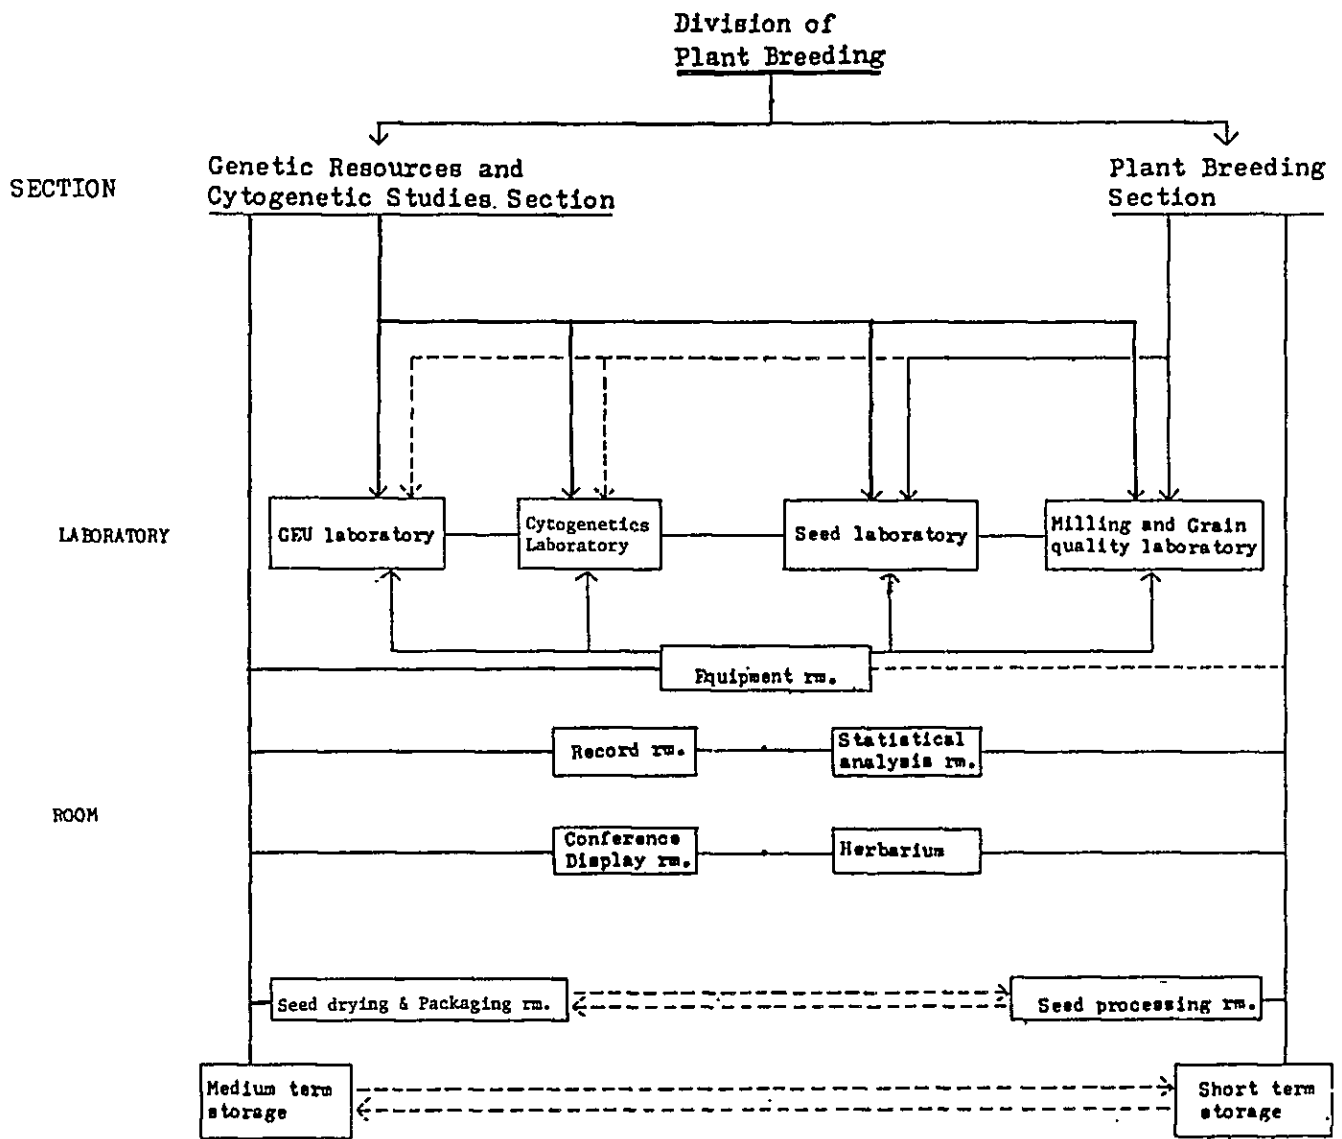 Division of
Plant Breeding
SECTION
Genetic Resources and
Cytogenetic Studies Section
Plant Breeding
Section
LABORATORY
GEU laboratory
Cytogenetics
Laboratory
Seed laboratory
Milling and Grain
quality laboratory
Equipment rm.
Record rm.
Statistical
analysis rm.
ROOM
Conference
Display rm.
Herbarium
Seed drying & Packaging rm.
Seed processing rm.
Medium term
storage
Short term
storage